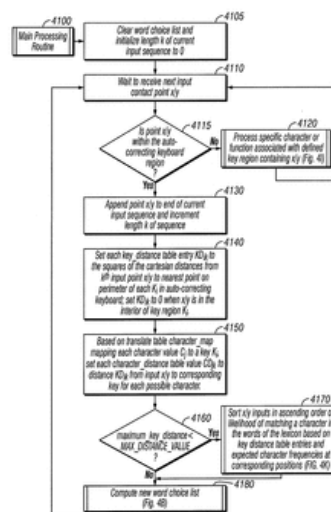 4100
Main Processing
Routine
4105
Clear word choice list and
initialize length k of current
input sequence to 0
4110
Wait to receive next input
contact point x/y
4115
Is point x/y
within the auto-
correcting keyboard
region
?
No
Yes
4120
Process specific character or
function associated with defined
key region containing x/y (Fig. 4I)
4130
Append point x/y to end of current
input sequence and increment
length k of sequence
4140
Set each key_distance table entry KD to
the squares of the cartesian distances from
kth input point x/y to nearest point on
perimeter of each K in auto-correcting
keyboard; set KD to 0 when x/y is in the
interior of key region K
4150
Based on translate table character_map
mapping each character value C to a key K,
set each character_distance table value CD to
distance KD from input x/y to corresponding
key for each possible character.
4160
maximum_key_distance<
MAX_DISTANCE_VALUE
?
Yes
No
4170
Sort x/y inputs in ascending order of
likelihood of matching a character in
the words of the lexicon based on
key distance table entries and
expected character frequencies at
corresponding positions (FIG. 4K)
4180
Compute new word choice list
(Fig. 4B)